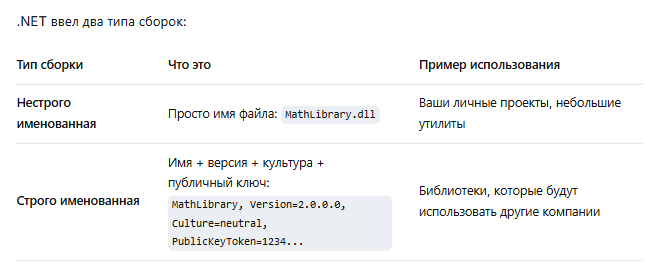 .NET ввел два типа сборок:
Тип сборки Что это Пример использования
Нестрого именованная
Просто имя файла: MathLibrary.dll
Ваши личные проекты, небольшие
утилиты
Строго именованная
Имя + версия + культура +
публичный ключ:
MathLibrary, Version=2.0.0.0,
Culture=neutral,
PublicKeyToken=1234...
Библиотеки, которые будут
использовать другие компании